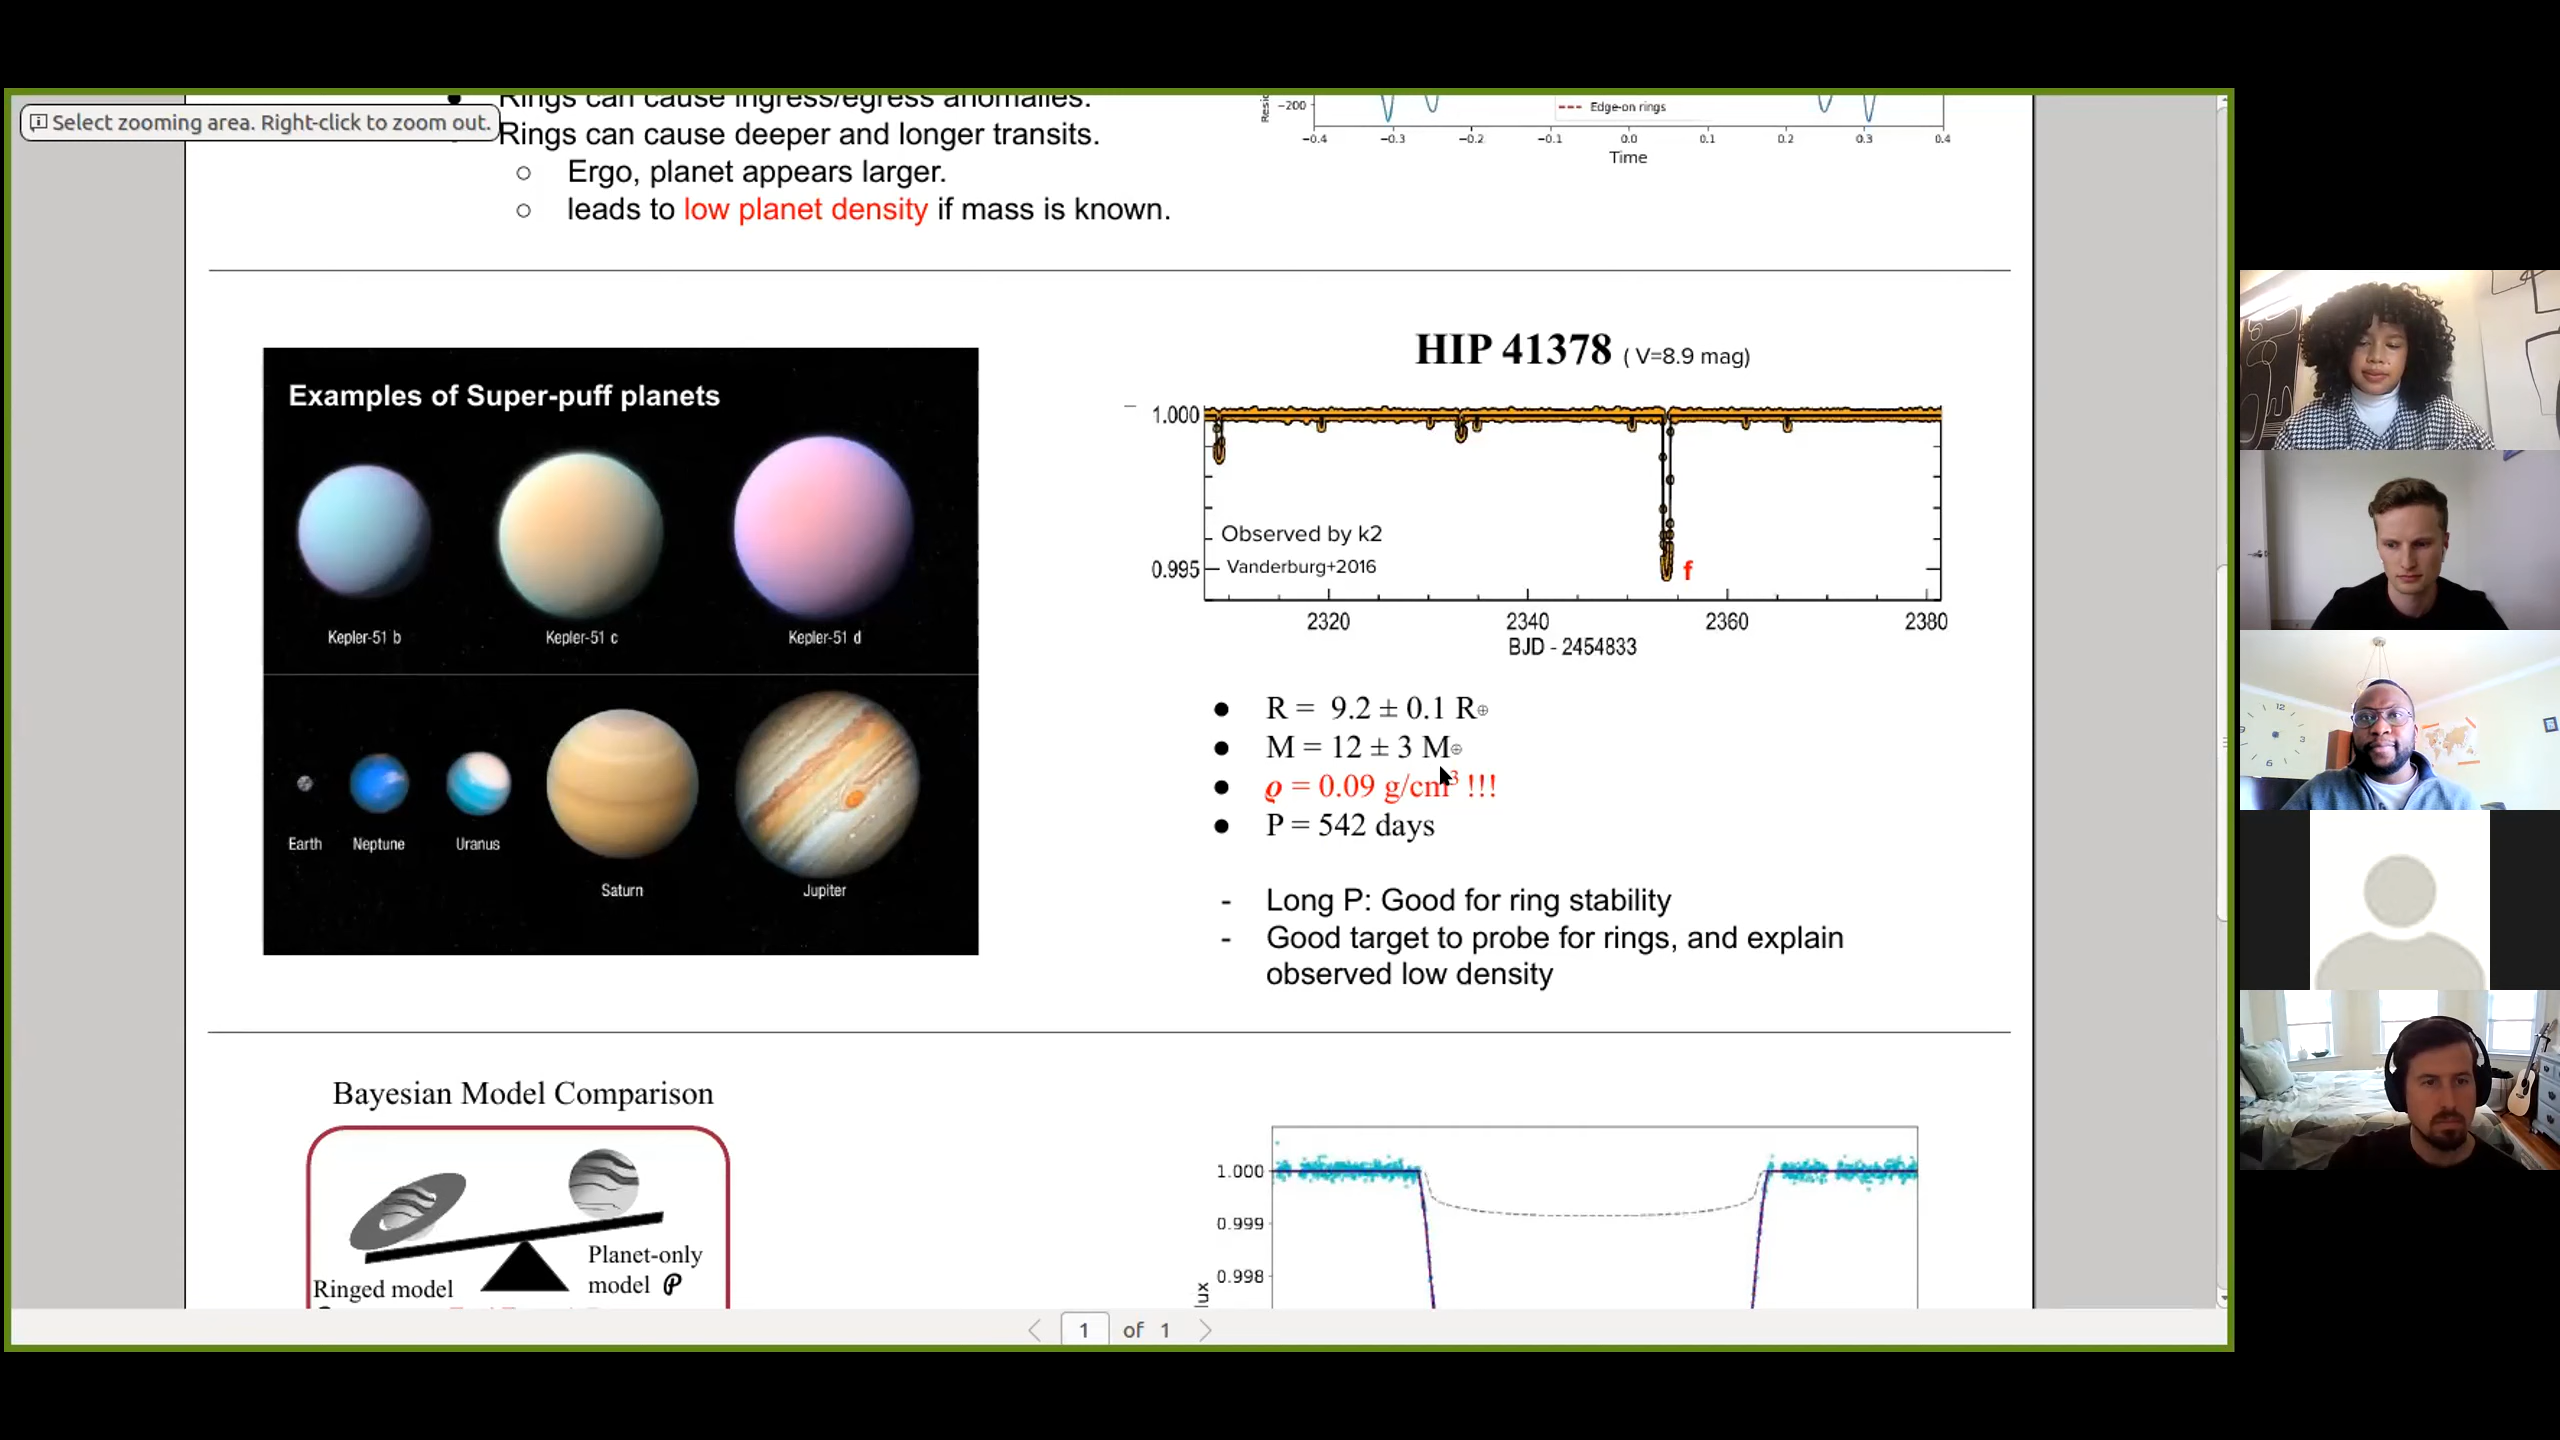 Rings can cause ingress/egress anomalies.
Select zooming area. Right-click to zoom out.
Rings can cause deeper and longer transits.
Ergo, planet appears larger.
leads to low planet density if mass is known.
-200
Edge-on rings
-0.4 -0.3 -0.2 -0.1 0.0 0.1 0.2 0.3 0.4
Time
Examples of Super-puff planets
Kepler-51 b Kepler-51 c Kepler-51 d
Earth Neptune Uranus
Saturn Jupiter
HIP 41378 ( V=8.9 mag)
1.000
Observed by k2
0.995
Vanderburg+2016
f
2320 2340 2360 2380
BJD - 2454833
R = 9.2 ± 0.1 R⊕
M = 12 ± 3 M⊕
ϱ = 0.09 g/cm³ !!!
P = 542 days
- Long P: Good for ring stability
- Good target to probe for rings, and explain
observed low density
Bayesian Model Comparison
Planet-only
model P
Ringed model
1.000
0.999
0.998
1 of 1